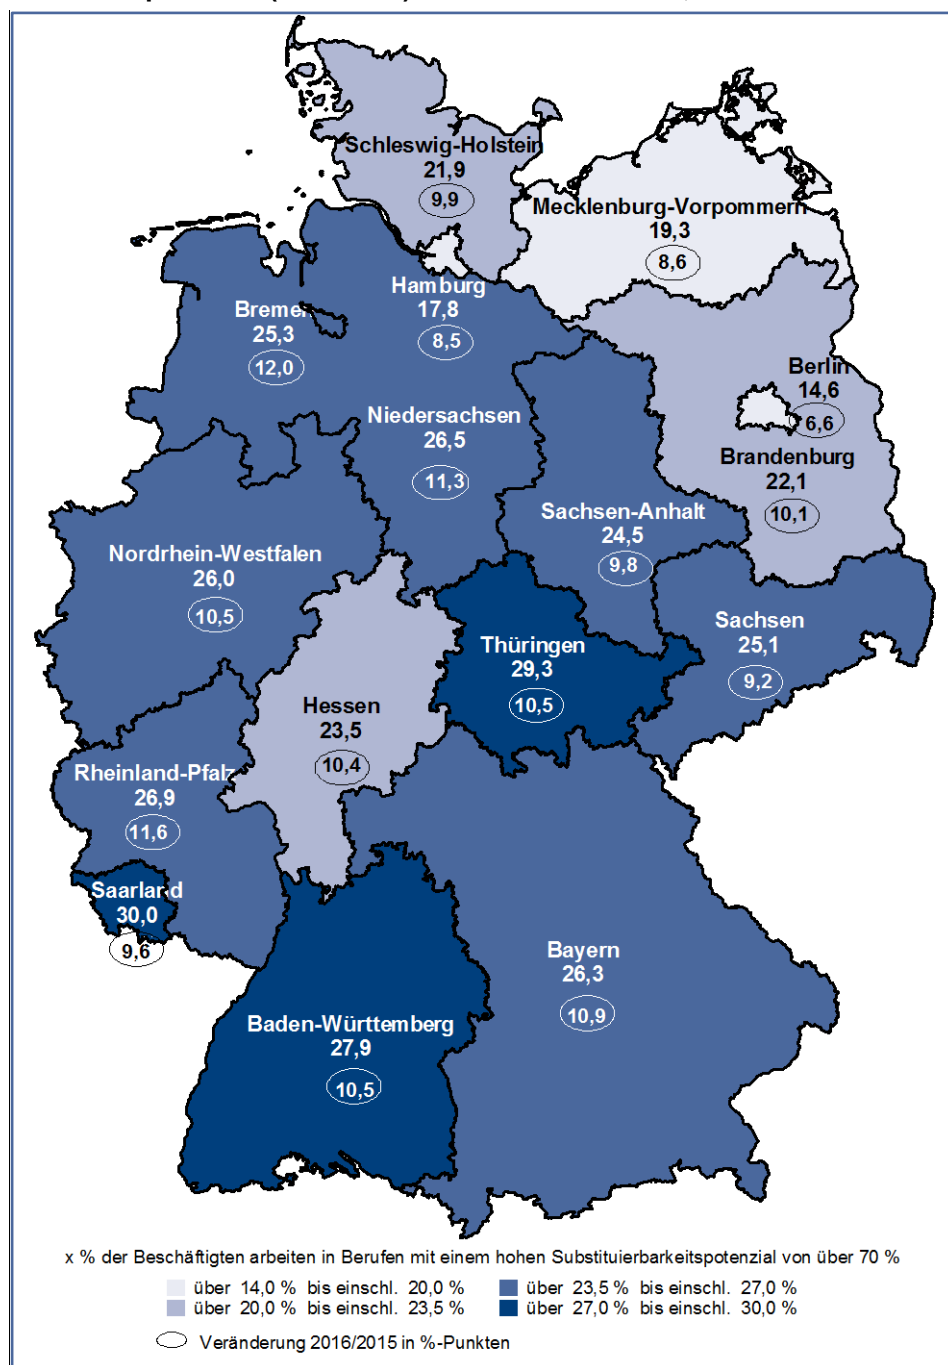 Schleswig-Holstein
21,9
9,9
Mecklenburg-Vorpommern
19,3
8,6
Hamburg
17,8
8,5
Bremen
25,3
12,0
Berlin
14,6
6,6
Niedersachsen
26,5
11,3
Brandenburg
22,1
10,1
Sachsen-Anhalt
24,5
9,8
Nordrhein-Westfalen
26,0
10,5
Sachsen
25,1
9,2
Thüringen
29,3
10,5
Hessen
23,5
10,4
Rheinland-Pfalz
26,9
11,6
Saarland
30,0
9,6
Bayern
26,3
10,9
Baden-Württemberg
27,9
10,5
x % der Beschäftigten arbeiten in Berufen mit einem hohen Substituierbarkeitspotenzial von über 70 %
über 14,0 % bis einschl. 20,0 %
über 20,0 % bis einschl. 23,5 %
über 23,5 % bis einschl. 27,0 %
über 27,0 % bis einschl. 30,0 %
Veränderung 2016/2015 in %-Punkten